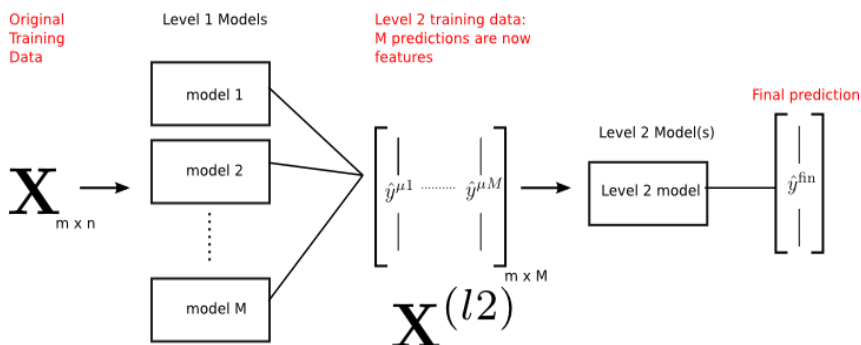 Original
Training
Data
Level 1 Models
Level 2 training data:
M predictions are now
features
model 1
model 2
model M
X
m x n
ŷ^{μ1} ......... ŷ^{μM}
m x M
X^{(l2)}
Level 2 Model(s)
Level 2 model
Final prediction
ŷ^{fin}